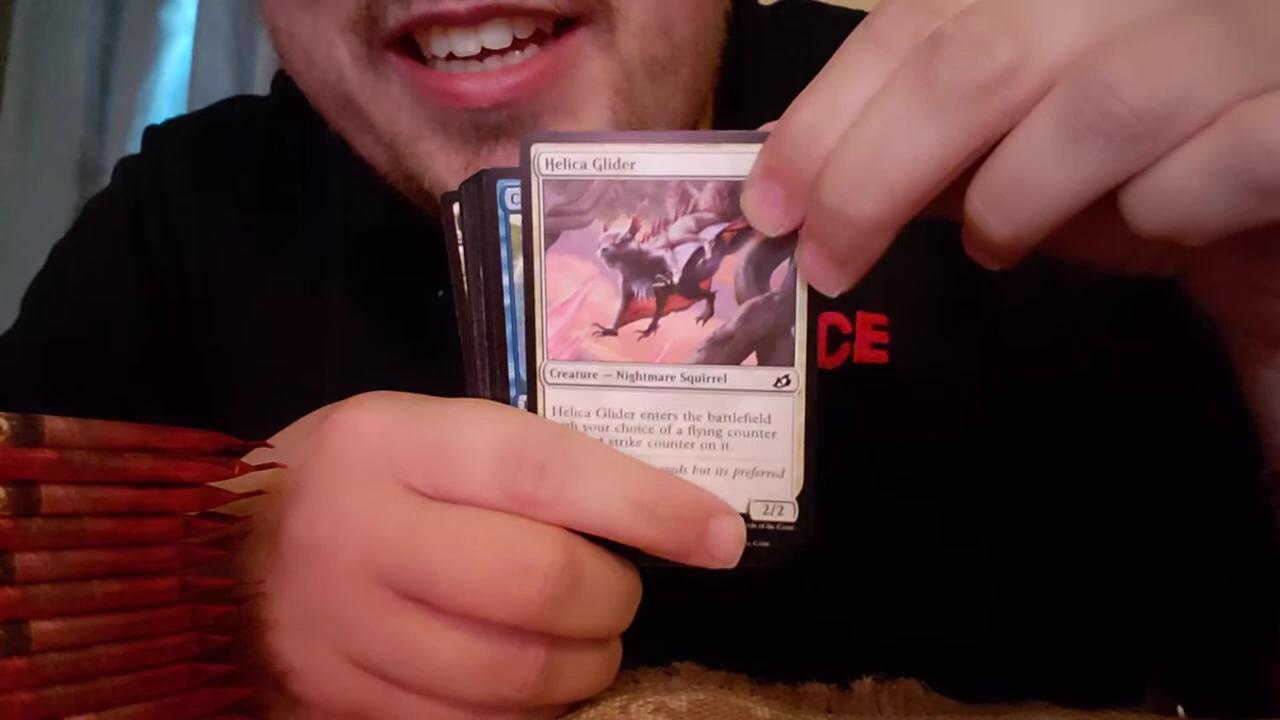 Helica Glider
C
CE
Creature — Nightmare Squirrel
Helica Glider enters the battlefield
your choice of a flying counter
strike counter on it.
but its preferred
2/2